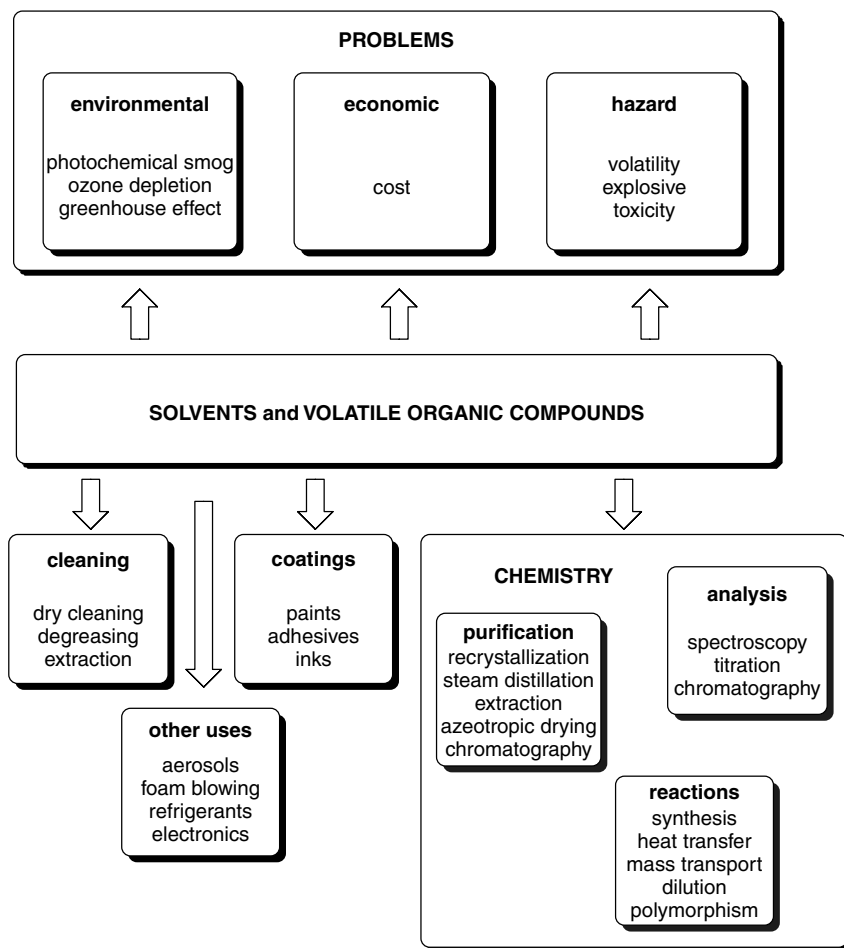 PROBLEMS
environmental
photochemical smog
ozone depletion
greenhouse effect
economic
cost
hazard
volatility
explosive
toxicity
SOLVENTS and VOLATILE ORGANIC COMPOUNDS
cleaning
dry cleaning
degreasing
extraction
coatings
paints
adhesives
inks
other uses
aerosols
foam blowing
refrigerants
electronics
CHEMISTRY
purification
recrystallization
steam distillation
extraction
azeotropic drying
chromatography
analysis
spectroscopy
titration
chromatography
reactions
synthesis
heat transfer
mass transport
dilution
polymorphism